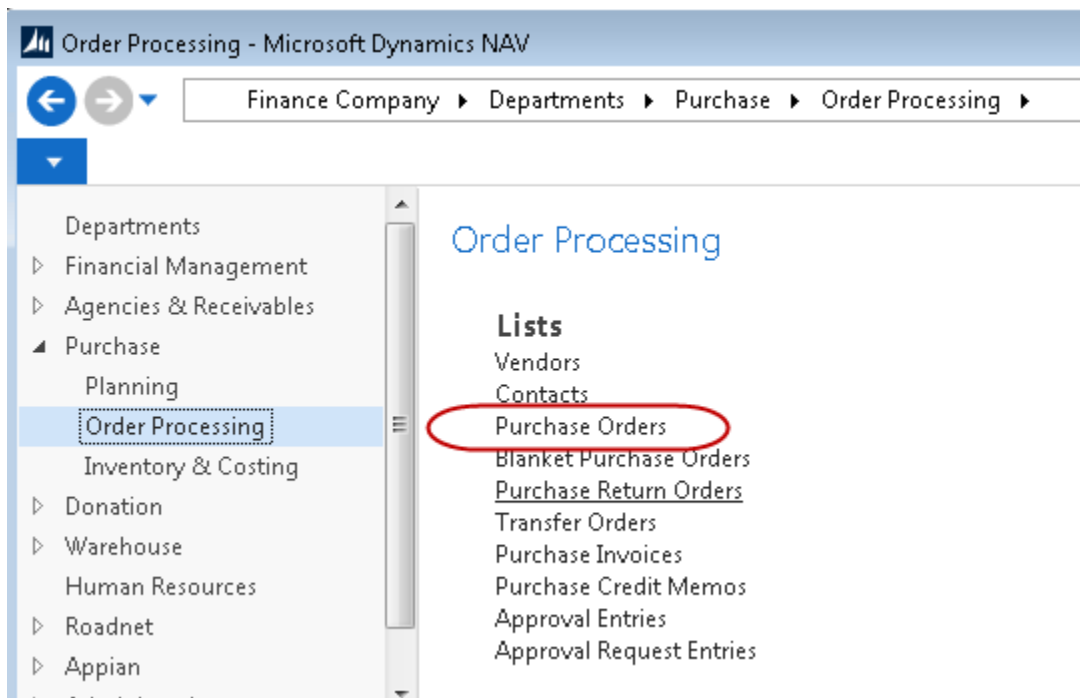 Order Processing - Microsoft Dynamics NAV
Finance Company ▸ Departments ▸ Purchase ▸ Order Processing ▸
Departments
Financial Management
Agencies & Receivables
Purchase
Planning
Order Processing
Inventory & Costing
Donation
Warehouse
Human Resources
Roadnet
Appian
Order Processing
Lists
Vendors
Contacts
Purchase Orders
Blanket Purchase Orders
Purchase Return Orders
Transfer Orders
Purchase Invoices
Purchase Credit Memos
Approval Entries
Approval Request Entries